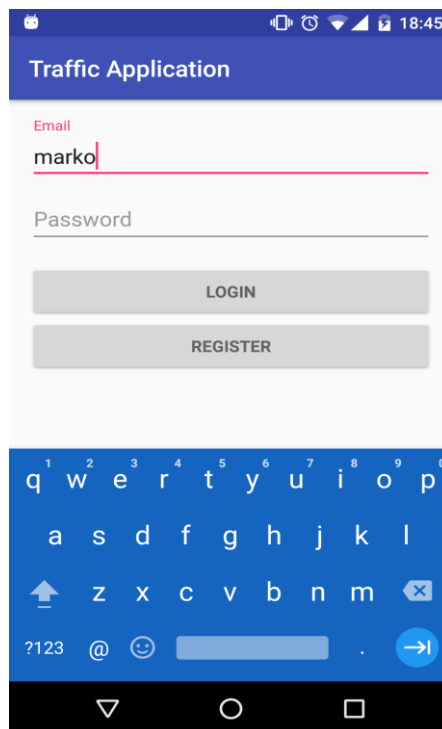 18:45
Traffic Application
Email
marko
Password
LOGIN
REGISTER
1 2 3 4 5 6 7 8 9 0
q w e r t y u i o p
a s d f g h j k l
z x c v b n m
?123 @ .